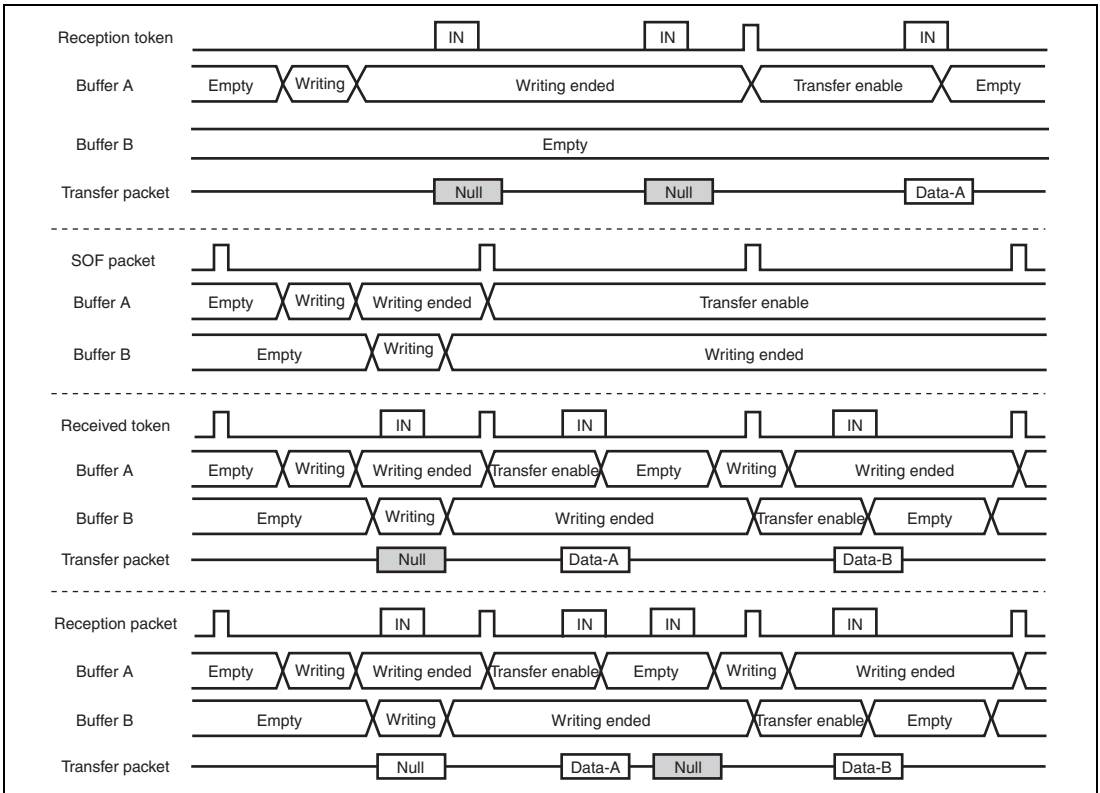 Reception token IN IN IN
Buffer A Empty Writing Writing ended Transfer enable Empty
Buffer B Empty
Transfer packet Null Null Data-A
SOF packet
Buffer A Empty Writing Writing ended Transfer enable
Buffer B Empty Writing Writing ended
Received token IN IN IN
Buffer A Empty Writing Writing ended Transfer enable Empty Writing Writing ended
Buffer B Empty Writing Writing ended Transfer enable Empty
Transfer packet Null Data-A Data-B
Reception packet IN IN IN IN
Buffer A Empty Writing Writing ended Transfer enable Empty Writing Writing ended
Buffer B Empty Writing Writing ended Transfer enable Empty
Transfer packet Null Data-A Null Data-B